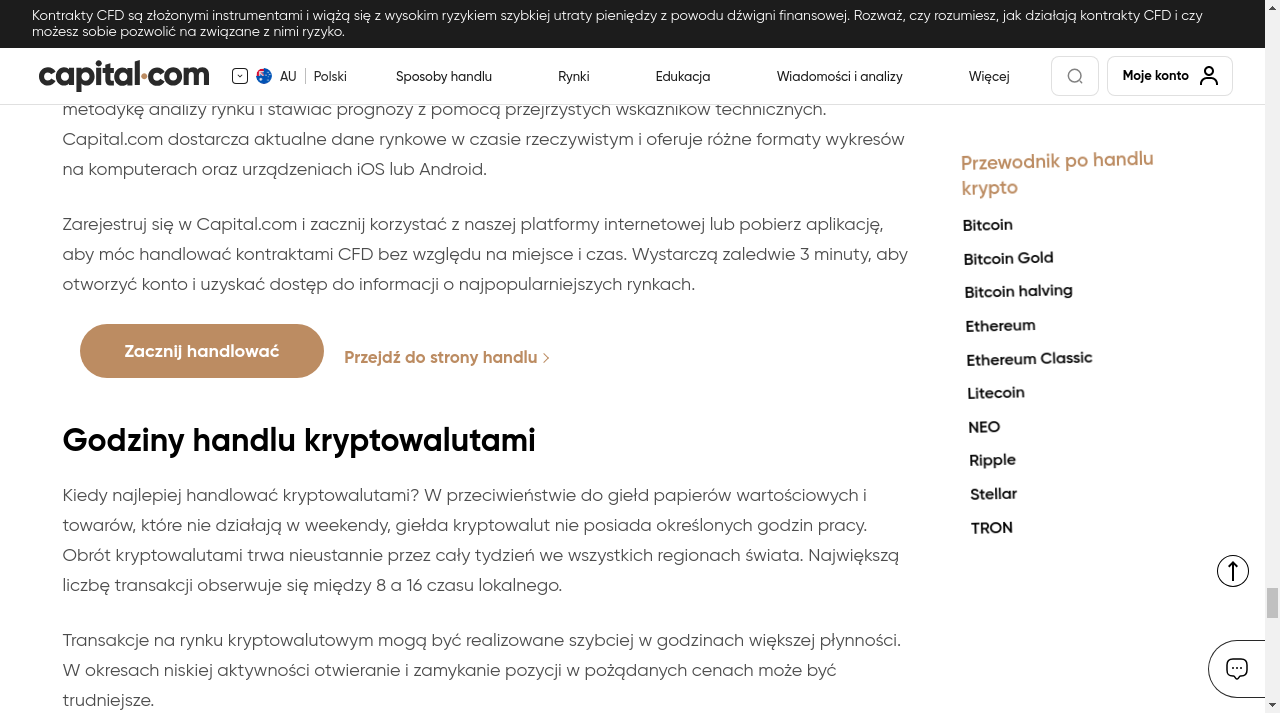 Kontrakty CFD są złożonymi instrumentami i wiążą się z wysokim ryzykiem szybkiej utraty pieniędzy z powodu dźwigni finansowej. Rozważ, czy rozumiesz, jak działają kontrakty CFD i czy
możesz sobie pozwolić na związane z nimi ryzyko.
capital.com
AU
Polski
Sposoby handlu
Rynki
Edukacja
Wiadomości i analizy
Więcej
Moje konto
metodykę analizy rynku i stawiać prognozy z pomocą przejrzystych wskaźników technicznych.
Capital.com dostarcza aktualne dane rynkowe w czasie rzeczywistym i oferuje różne formaty wykresów
na komputerach oraz urządzeniach iOS lub Android.
Zarejestruj się w Capital.com i zacznij korzystać z naszej platformy internetowej lub pobierz aplikację,
aby móc handlować kontraktami CFD bez względu na miejsce i czas. Wystarczą zaledwie 3 minuty, aby
otworzyć konto i uzyskać dostęp do informacji o najpopularniejszych rynkach.
Zacznij handlować
Przejdź do strony handlu
Godziny handlu kryptowalutami
Kiedy najlepiej handlować kryptowalutami? W przeciwieństwie do giełd papierów wartościowych i
towarów, które nie działają w weekendy, giełda kryptowalut nie posiada określonych godzin pracy.
Obrót kryptowalutami trwa nieustannie przez cały tydzień we wszystkich regionach świata. Największą
liczbę transakcji obserwuje się między 8 a 16 czasu lokalnego.
Transakcje na rynku kryptowalutowym mogą być realizowane szybciej w godzinach większej płynności.
W okresach niskiej aktywności otwieranie i zamykanie pozycji w pożądanych cenach może być
trudniejsze.
Przewodnik po handlu
krypto
Bitcoin
Bitcoin Gold
Bitcoin halving
Ethereum
Ethereum Classic
Litecoin
NEO
Ripple
Stellar
TRON